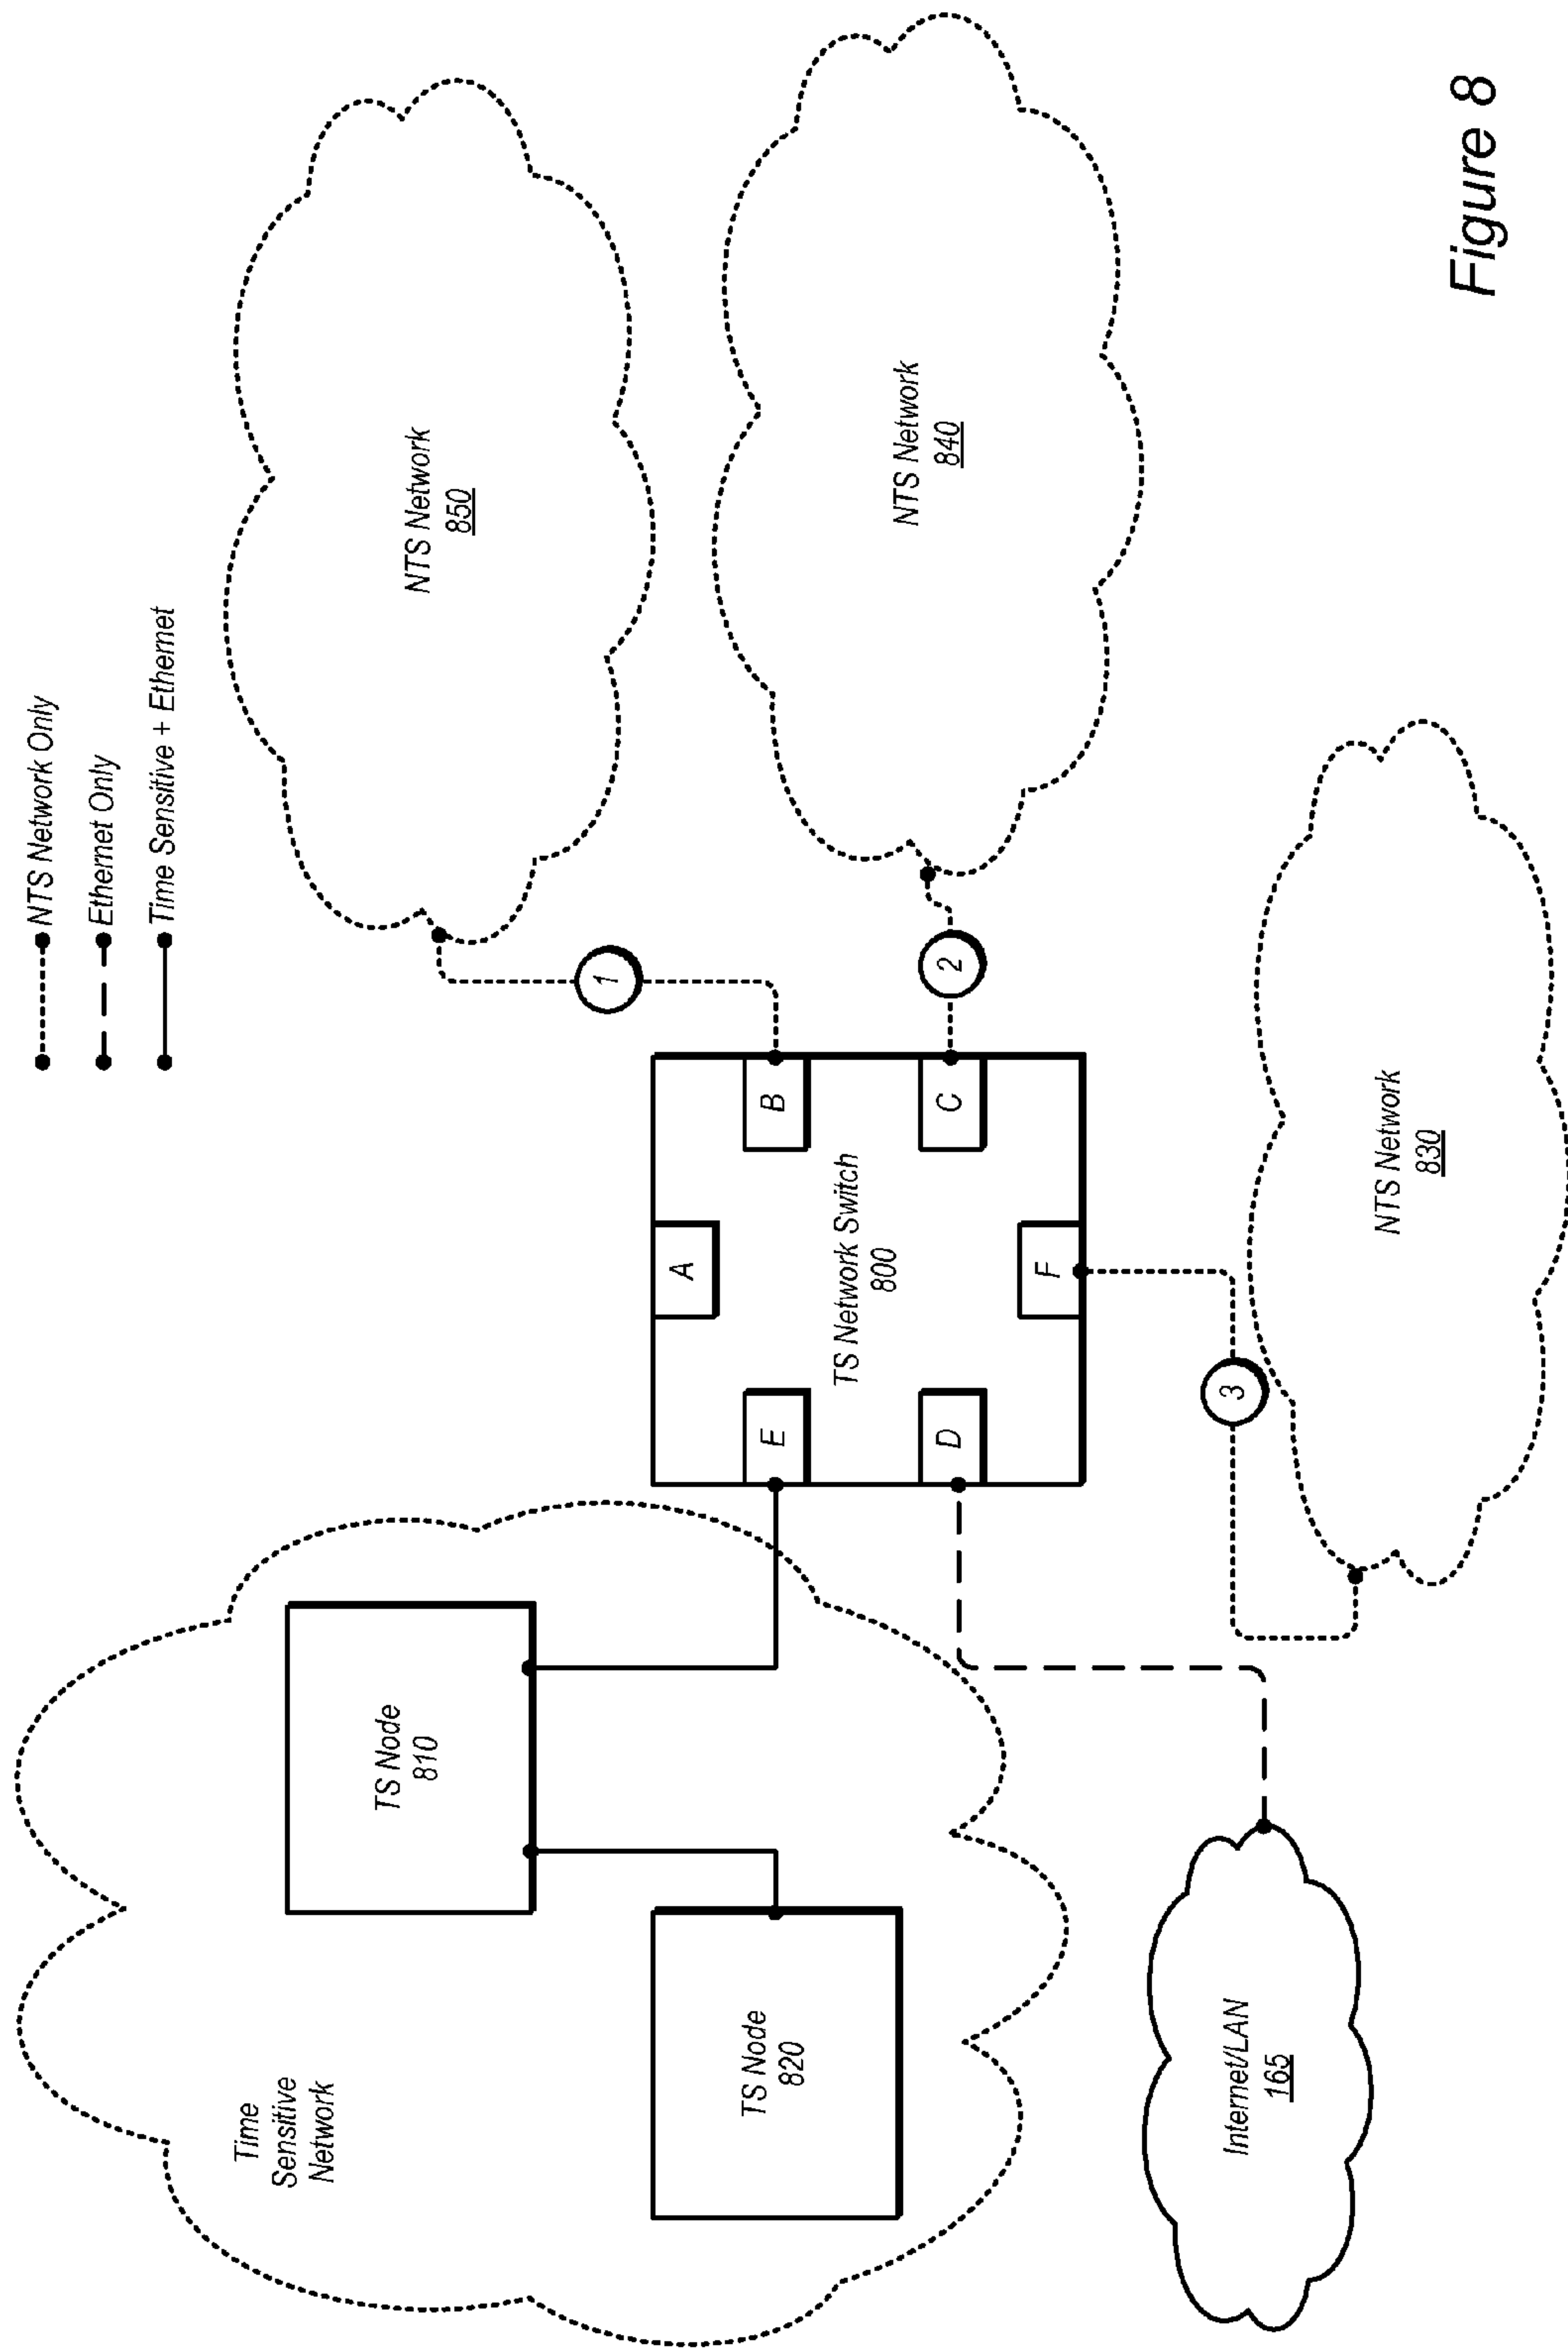 NTS Network Only
Ethernet Only
Time Sensitive + Ethernet
Time
Sensitive
Network
TS Node
810
TS Node
820
NTS Network
850
NTS Network
840
1
2
A
B
C
D
E
F
TS Network Switch
800
3
NTS Network
830
Internet/LAN
165
Figure 8